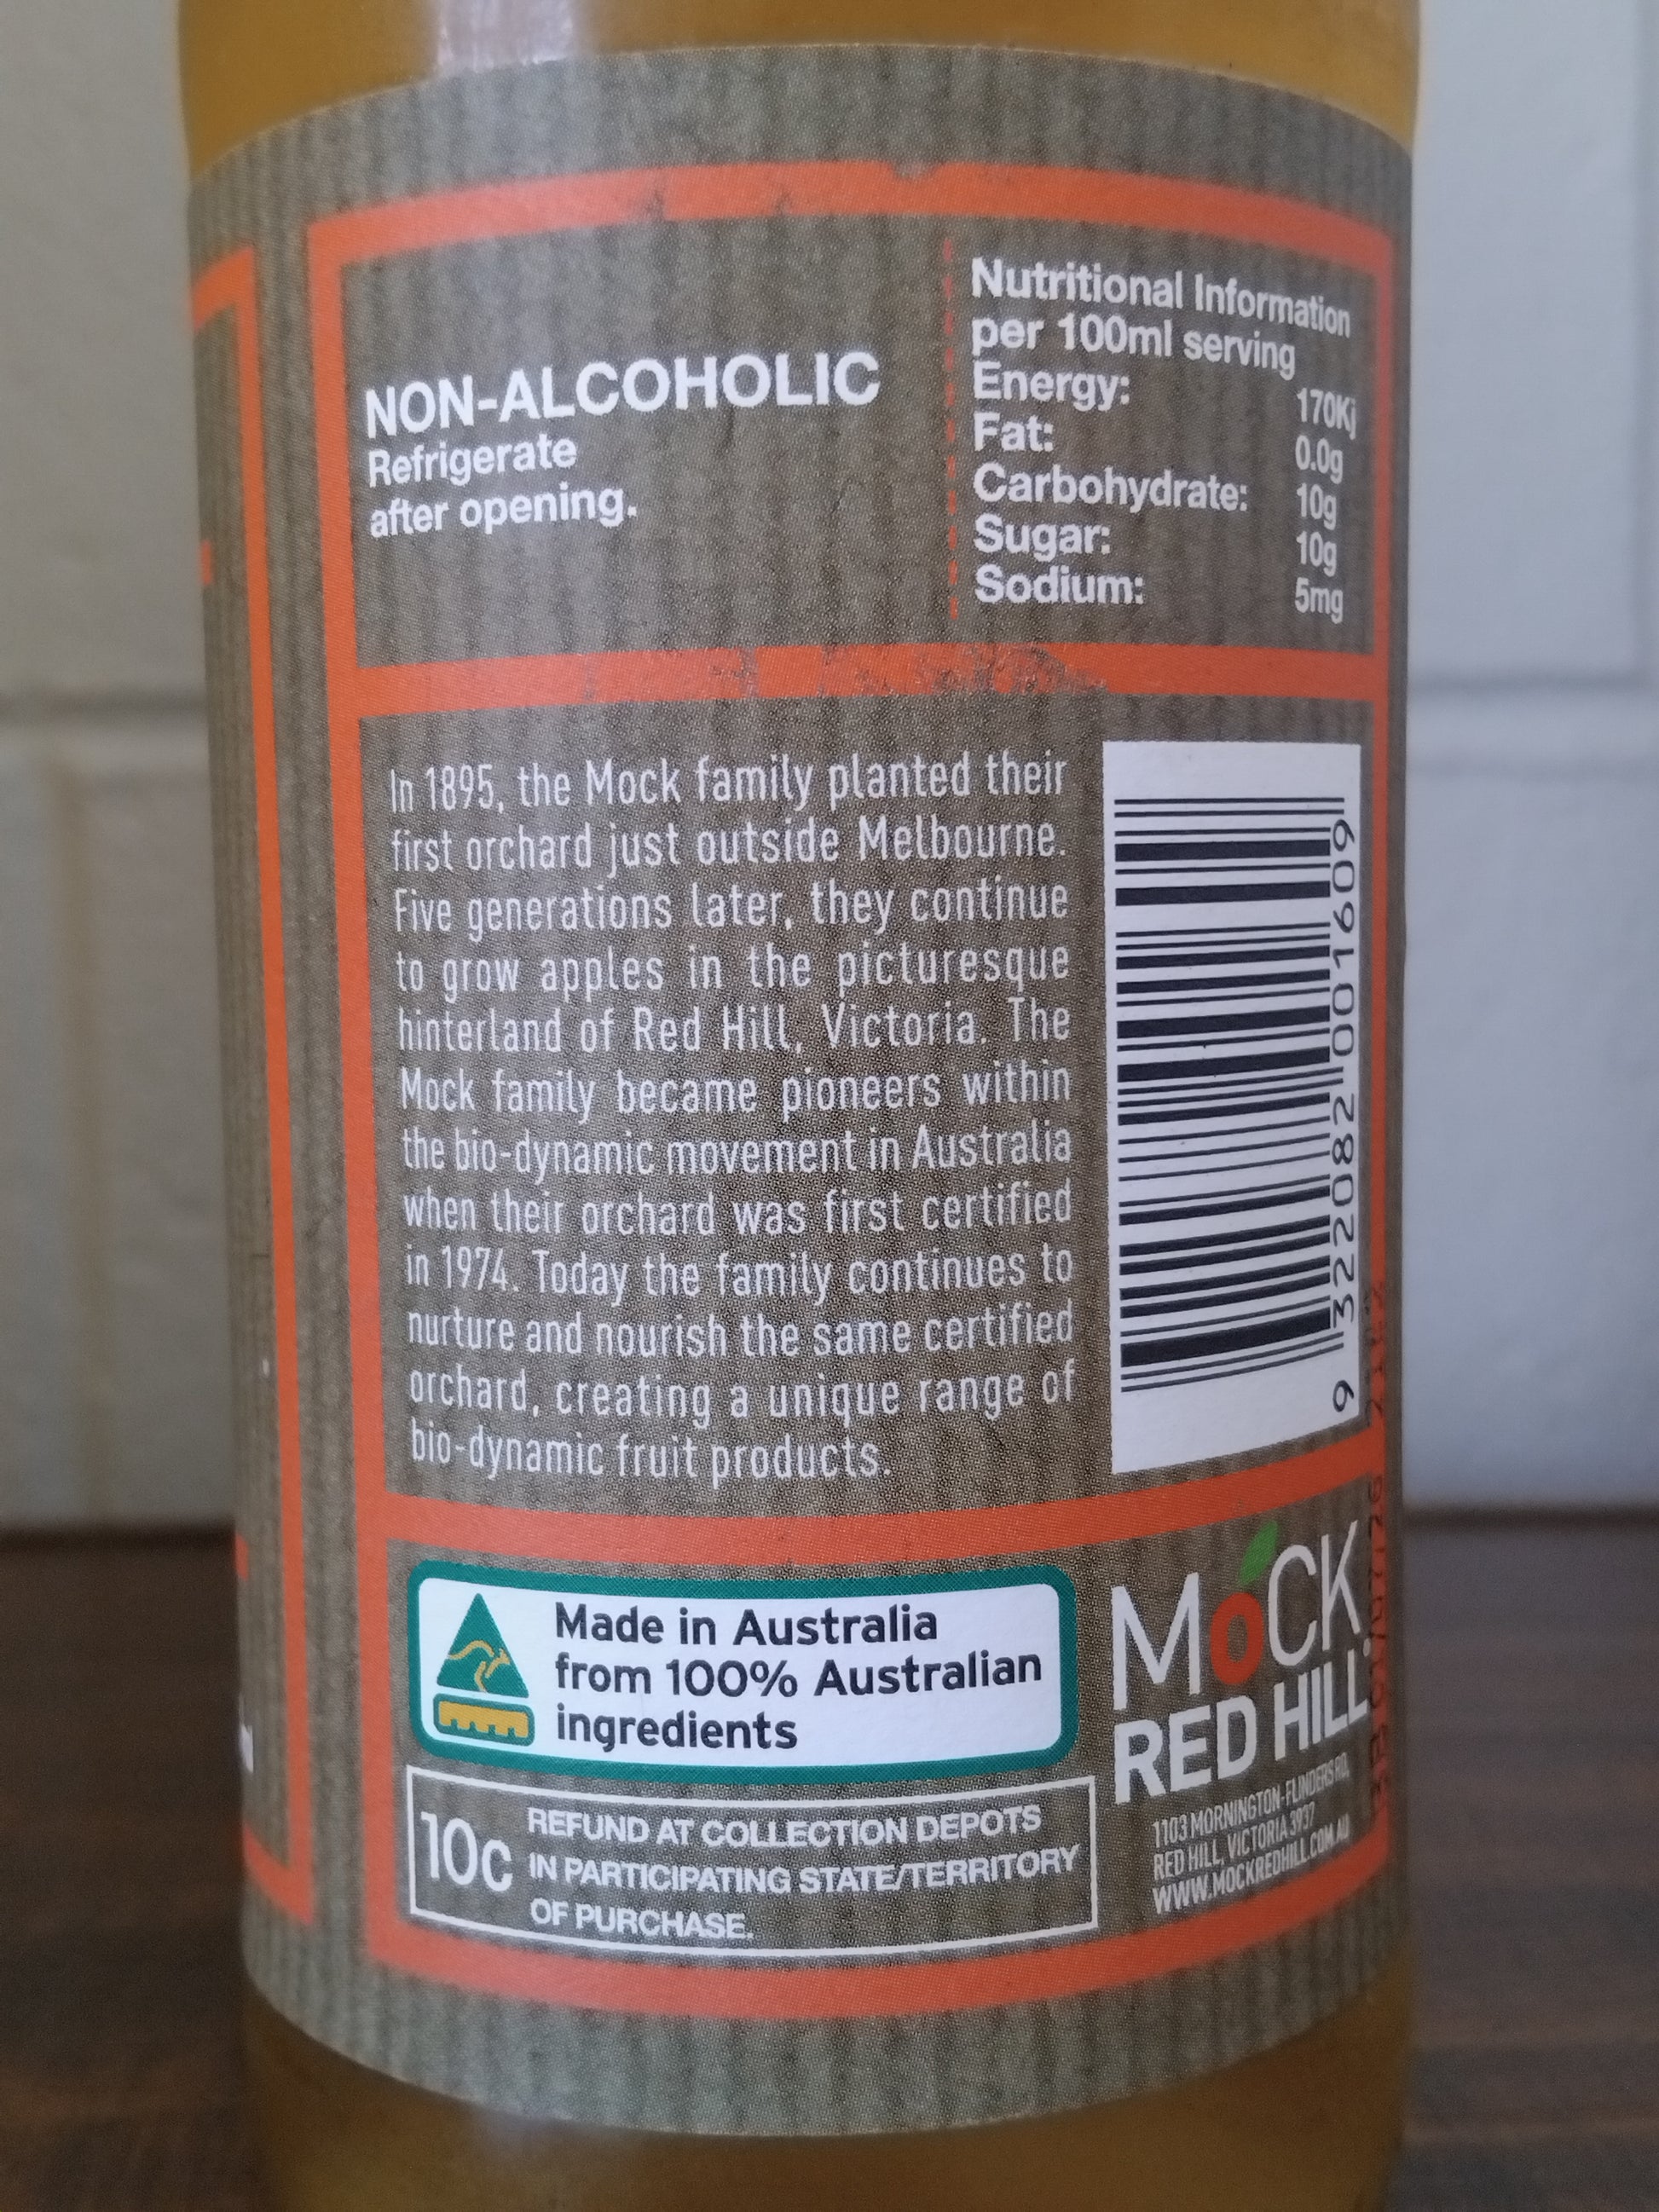 NON-ALCOHOLIC
Refrigerate
after opening.
Nutritional Information
per 100ml serving
Energy: 170Kj
Fat: 0.0g
Carbohydrate: 10g
Sugar: 10g
Sodium: 5mg
In 1895, the Mock family planted their
first orchard just outside Melbourne.
Five generations later, they continue
to grow apples in the picturesque
hinterland of Red Hill, Victoria. The
Mock family became pioneers within
the bio-dynamic movement in Australia
when their orchard was first certified
in 1974. Today the family continues to
nurture and nourish the same certified
orchard, creating a unique range of
bio-dynamic fruit products.
9 322082 001609
Made in Australia
from 100% Australian
ingredients
10c
REFUND AT COLLECTION DEPOTS
IN PARTICIPATING STATE/TERRITORY
OF PURCHASE.
MOCK
RED HILL
1103 MORNINGTON-FLINDERS RD,
RED HILL, VICTORIA 3937
WWW.MOCKREDHILL.COM.AU